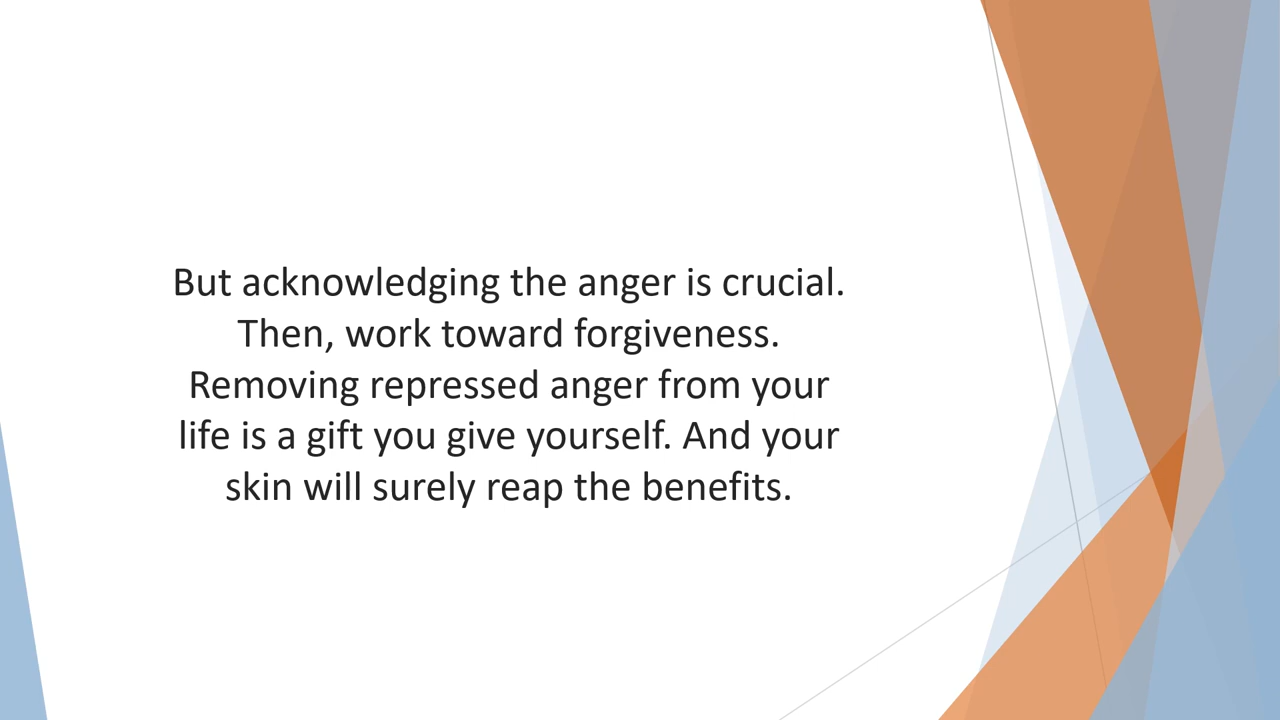 But acknowledging the anger is crucial.
Then, work toward forgiveness.
Removing repressed anger from your
life is a gift you give yourself. And your
skin will surely reap the benefits.